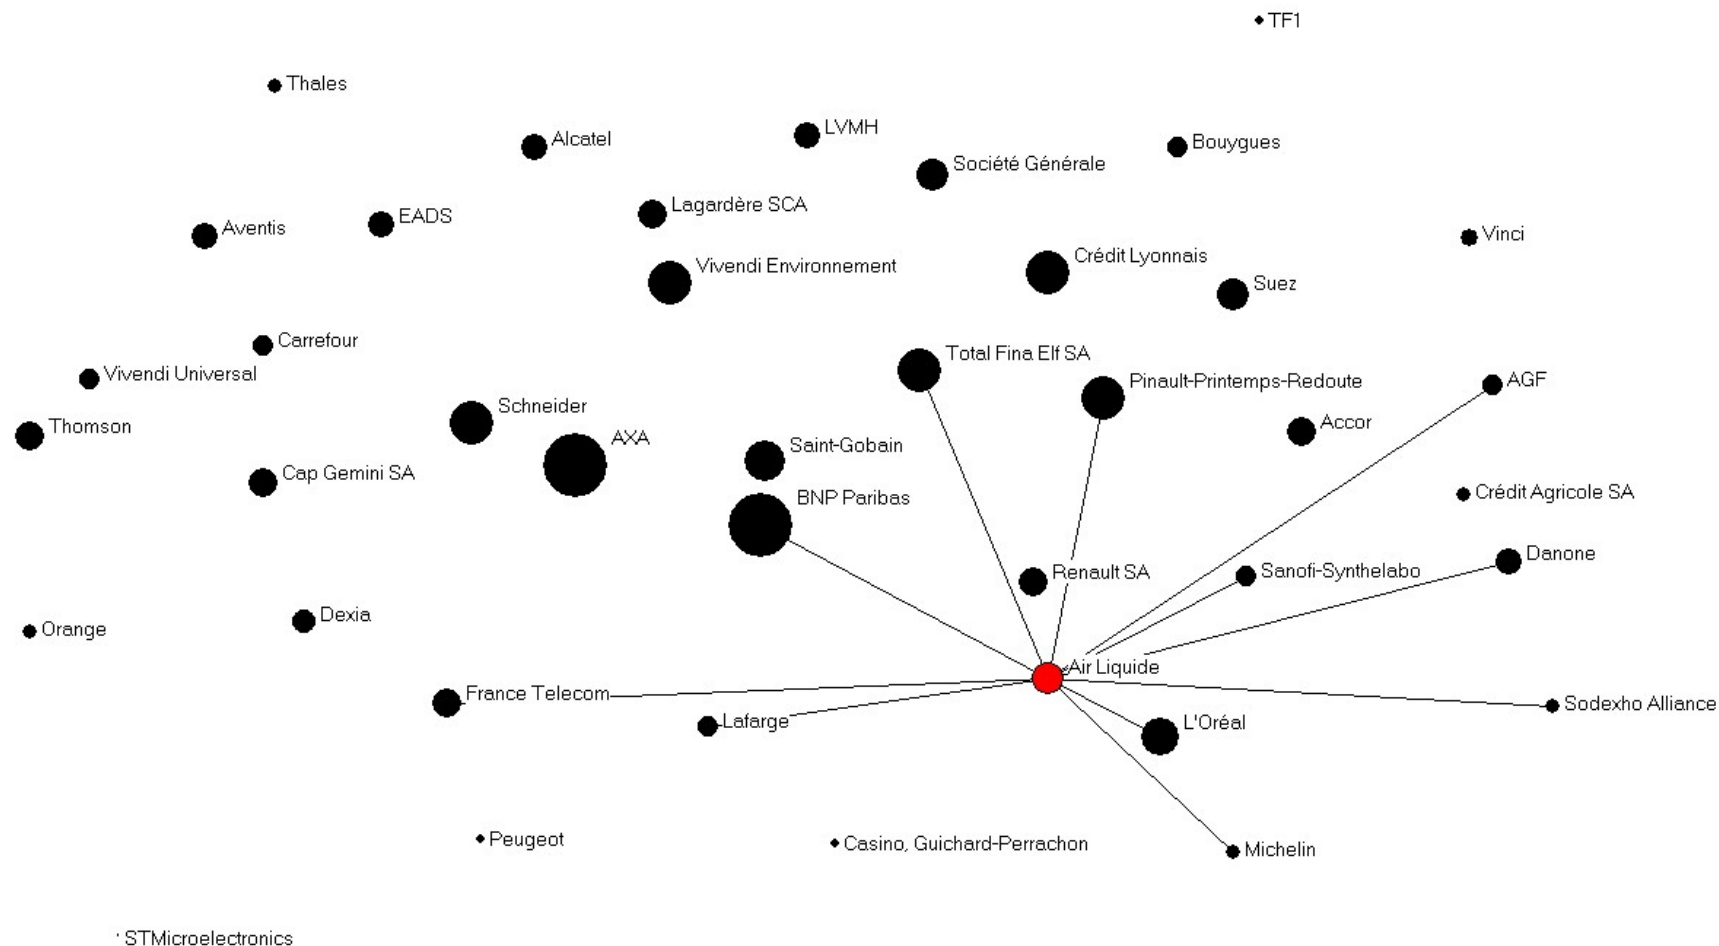 TF1
Thales
LVMH
Alcatel
Bouygues
Société Générale
Lagardère SCA
EADS
Aventis
Vinci
Crédit Lyonnais
Vivendi Environnement
Suez
Carrefour
Total Fina Elf SA
Vivendi Universal
Pinault-Printemps-Redoute
AGF
Schneider
Accor
Thomson
AXA
Saint-Gobain
Cap Gemini SA
Crédit Agricole SA
BNP Paribas
Danone
Renault SA
Sanofi-Synthelabo
Dexia
Orange
Air Liquide
France Telecom
Sodexho Alliance
Lafarge
L'Oréal
Peugeot
Casino, Guichard-Perrachon
Michelin
STMicroelectronics